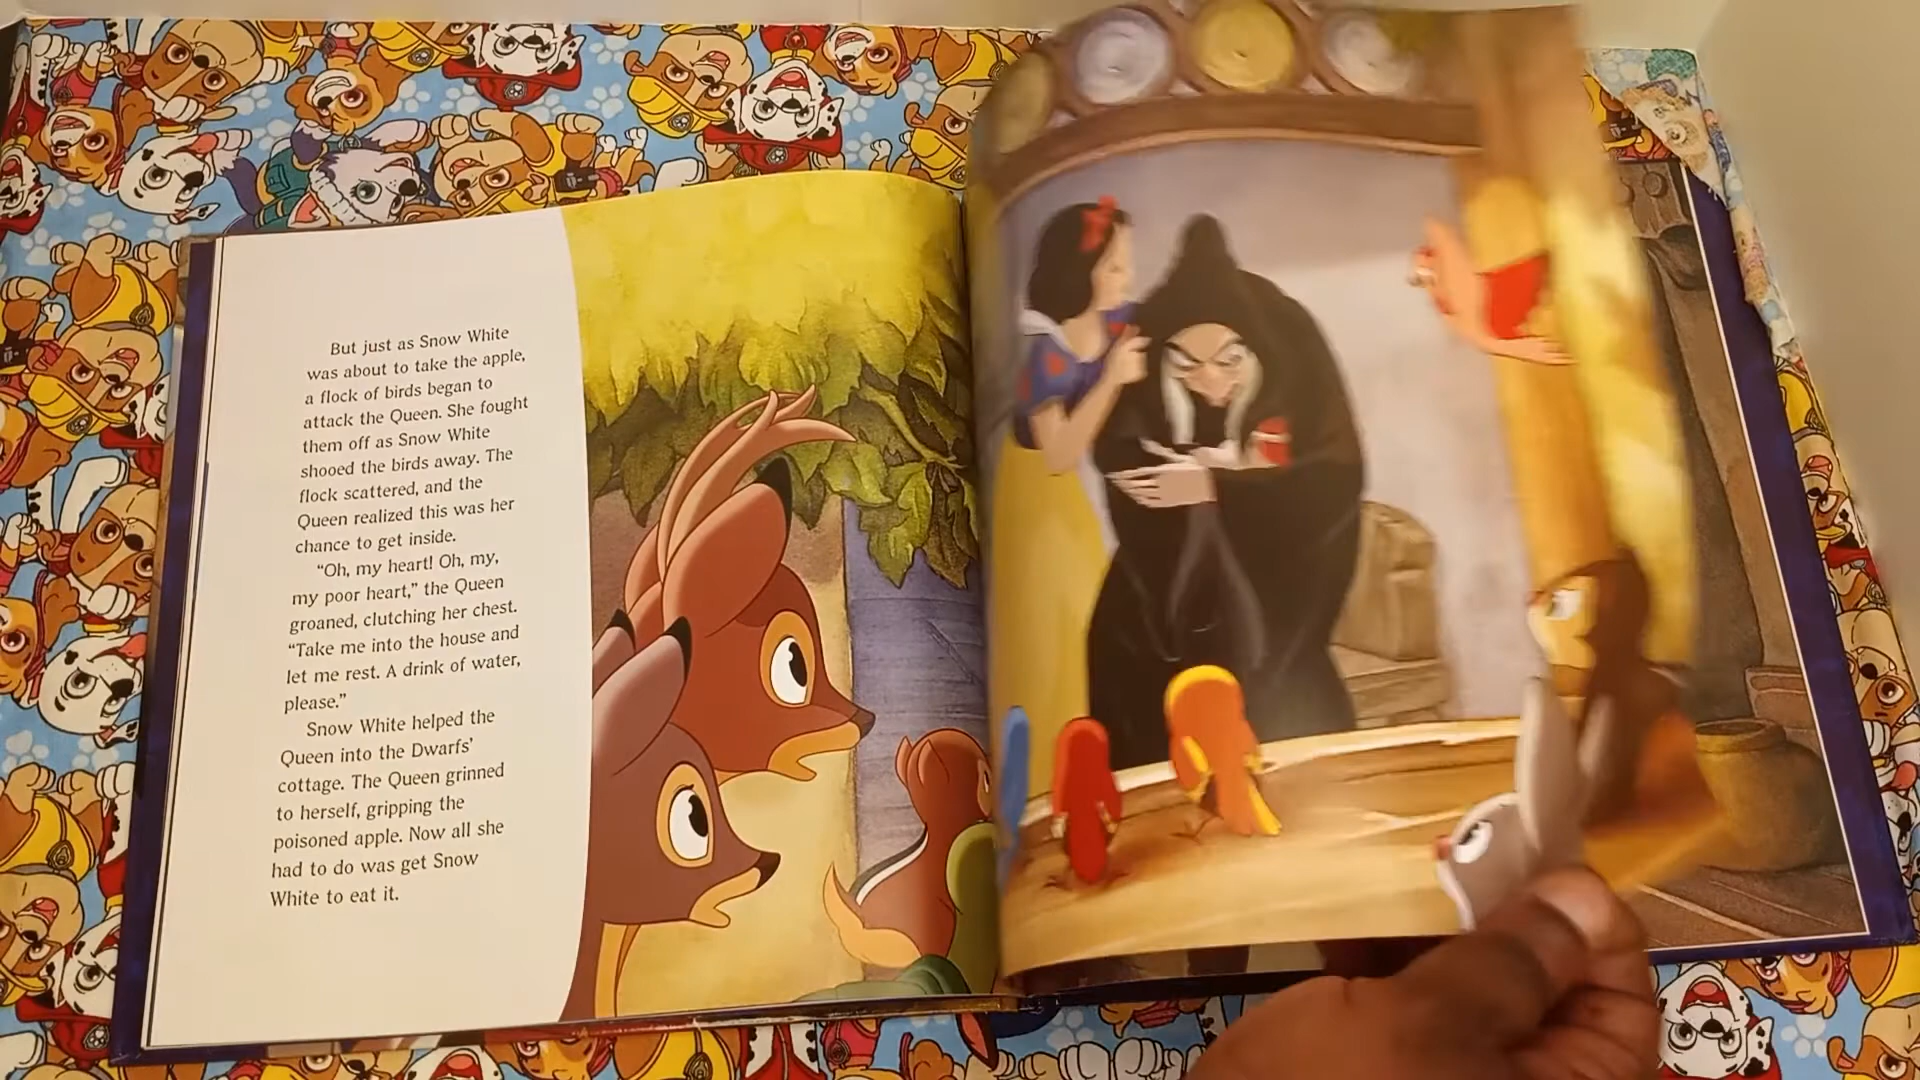 But just as Snow White
was about to take the apple,
a flock of birds began to
attack the Queen. She fought
them off as Snow White
shooed the birds away. The
flock scattered, and the
Queen realized this was her
chance to get inside.
“Oh, my heart! Oh, my,
my poor heart,” the Queen
groaned, clutching her chest.
“Take me into the house and
let me rest. A drink of water,
please.”
Snow White helped the
Queen into the Dwarfs’
cottage. The Queen grinned
to herself, gripping the
poisoned apple. Now all she
had to do was get Snow
White to eat it.